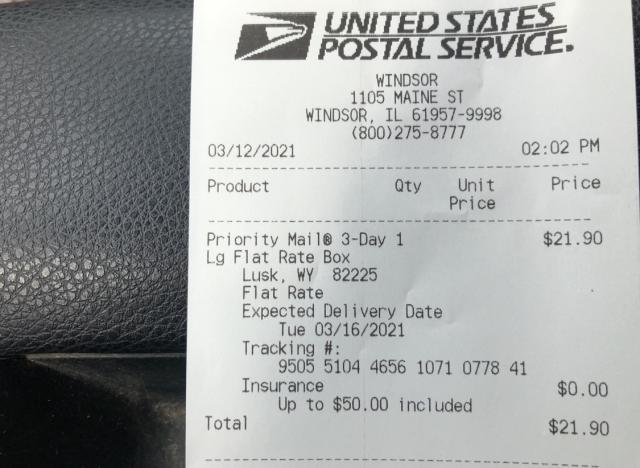 UNITED STATES
POSTAL SERVICE.
WINDSOR
1105 MAINE ST
WINDSOR, IL 61957-9998
(800)275-8777
03/12/2021 02:02 PM
Product Qty Unit Price
Price
Priority Mail® 3-Day 1 $21.90
Lg Flat Rate Box
Lusk, WY 82225
Flat Rate
Expected Delivery Date
Tue 03/16/2021
Tracking #:
9505 5104 4656 1071 0778 41
Insurance $0.00
Up to $50.00 included
Total $21.90